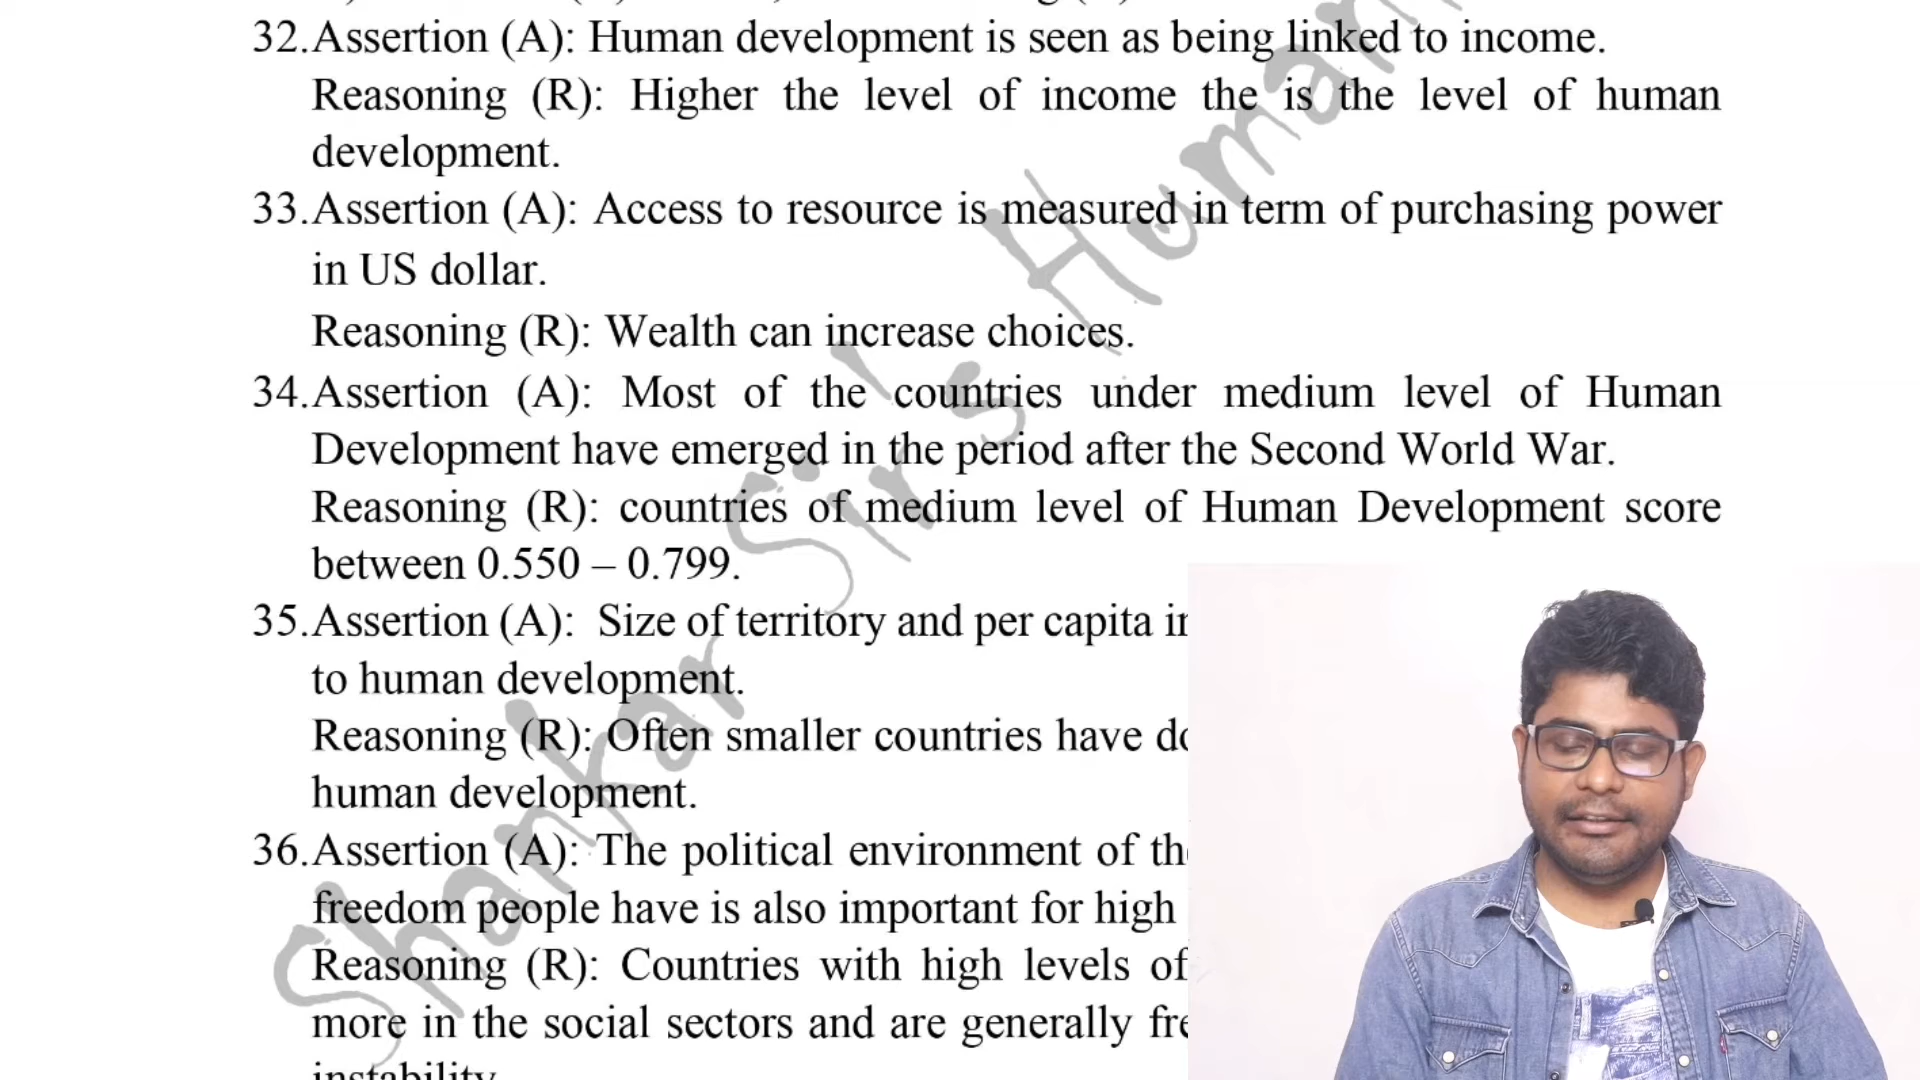 32.Assertion (A): Human development is seen as being linked to income.
Reasoning (R): Higher the level of income the is the level of human
development.
33.Assertion (A): Access to resource is measured in term of purchasing power
in US dollar.
Reasoning (R): Wealth can increase choices.
34.Assertion (A): Most of the countries under medium level of Human
Development have emerged in the period after the Second World War.
Reasoning (R): countries of medium level of Human Development score
between 0.550 – 0.799.
35.Assertion (A): Size of territory and per capita
to human development.
Reasoning (R): Often smaller countries have
human development.
36.Assertion (A): The political environment of
freedom people have is also important for high
Reasoning (R): Countries with high levels of
more in the social sectors and are generally
instability
Shankar Sir's Human